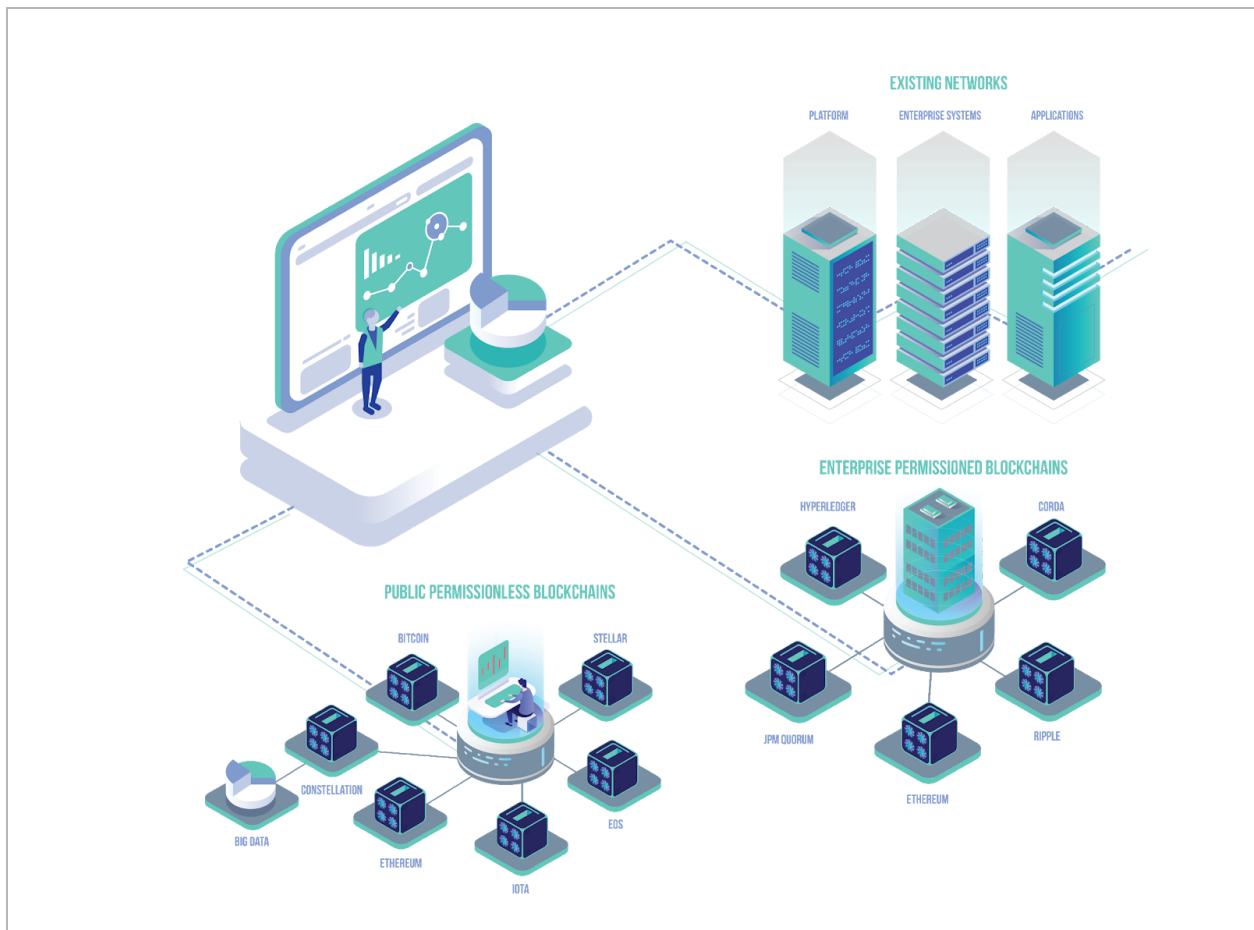 EXISTING NETWORKS
PLATFORM
ENTERPRISE SYSTEMS
APPLICATIONS
ENTERPRISE PERMISSIONED BLOCKCHAINS
HYPERLEDGER
CORDA
JPM QUORUM
RIPPLE
ETHEREUM
PUBLIC PERMISSIONLESS BLOCKCHAINS
BITCOIN
STELLAR
CONSTELLATION
BIG DATA
ETHEREUM
EOS
IOTA